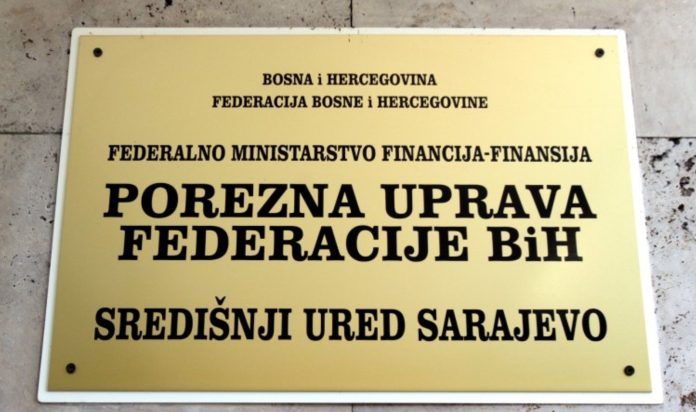 BOSNA i HERCEGOVINA
FEDERACIJA BOSNE i HERCEGOVINE
FEDERALNO MINISTARSTVO FINANCIJA-FINANSIJA
POREZNA UPRAVA
FEDERACIJE BiH
SREDIŠNJI URED SARAJEVO